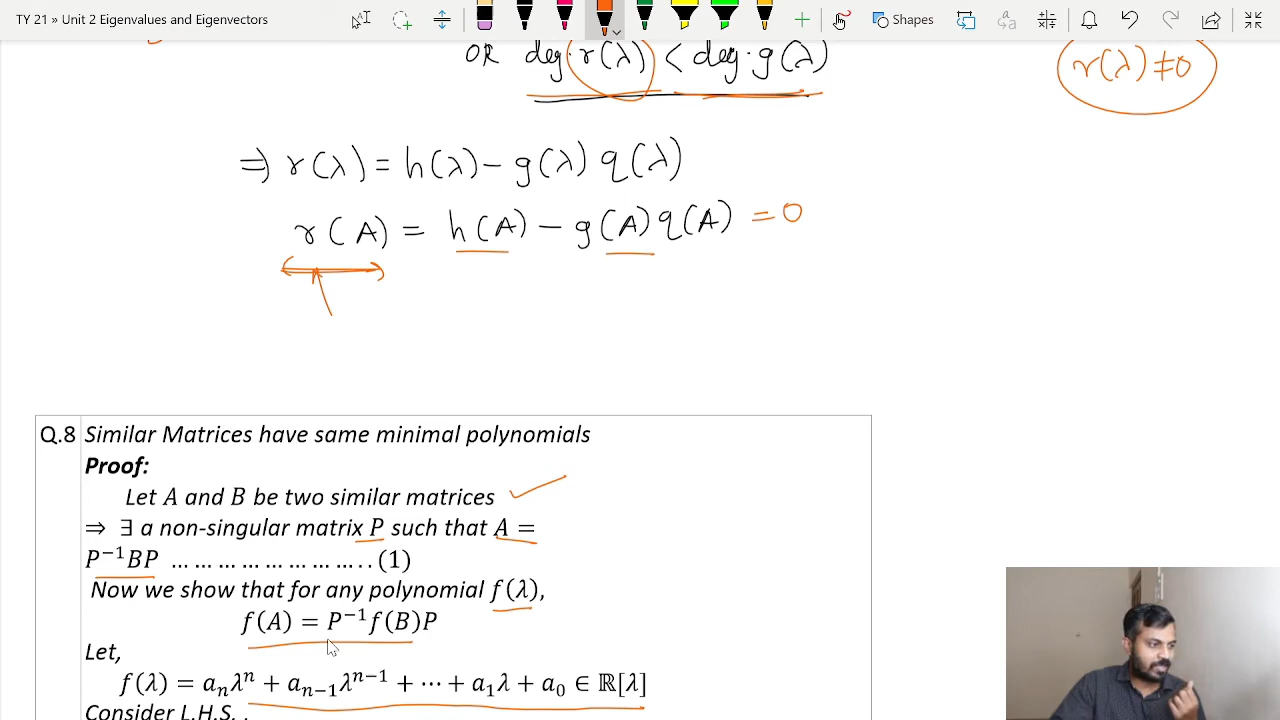 TY 21 » Unit 2 Eigenvalues and Eigenvectors
Shapes
OR deg. r(λ) < deg. g(λ)
r(λ) ≠ 0
⇒ r(λ) = h(λ) − g(λ) q(λ)
r(A) = h(A) − g(A) q(A) = 0
Q.8 Similar Matrices have same minimal polynomials
Proof:
Let A and B be two similar matrices
⇒ ∃ a non-singular matrix P such that A =
P⁻¹BP … … … … … … … . . (1)
Now we show that for any polynomial f(λ),
f(A) = P⁻¹f(B)P
Let,
f(λ) = aₙλⁿ + aₙ₋₁λⁿ⁻¹ + ⋯ + a₁λ + a₀ ∈ ℝ[λ]
Consider L.H.S. .